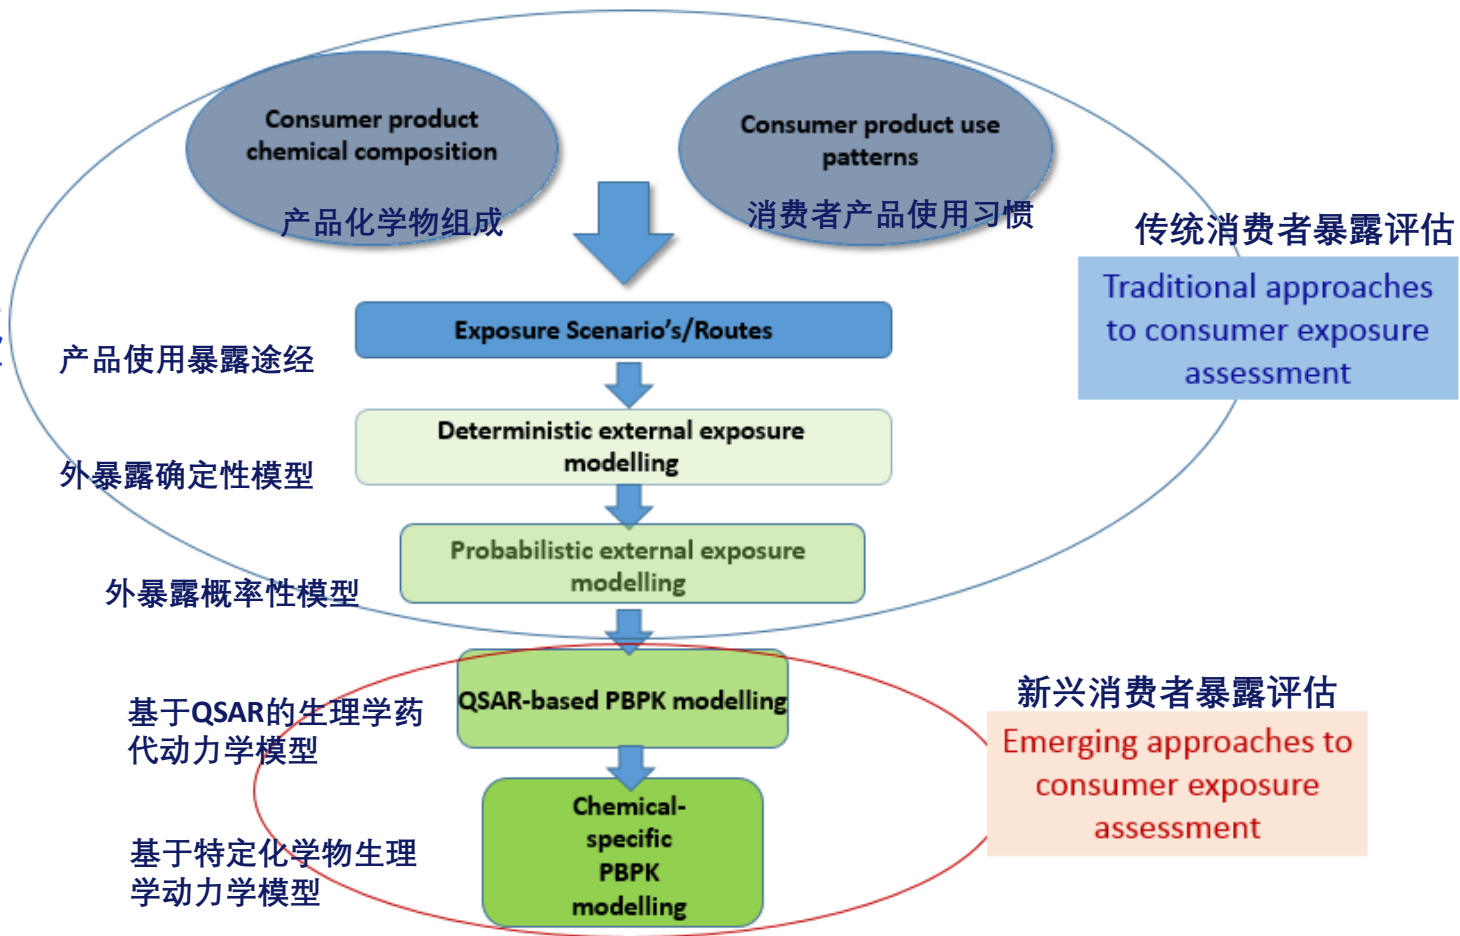 Consumer product
chemical composition
产品化学物组成
Consumer product use
patterns
消费者产品使用习惯
传统消费者暴露评估
Traditional approaches
to consumer exposure
assessment
Exposure Scenario's/Routes
产品使用暴露途经
Deterministic external exposure
modelling
外暴露确定性模型
Probabilistic external exposure
modelling
外暴露概率性模型
QSAR-based PBPK modelling
基于QSAR的生理学药
代动力学模型
新兴消费者暴露评估
Emerging approaches to
consumer exposure
assessment
Chemical-
specific
PBPK
modelling
基于特定化学物生理
学动力学模型